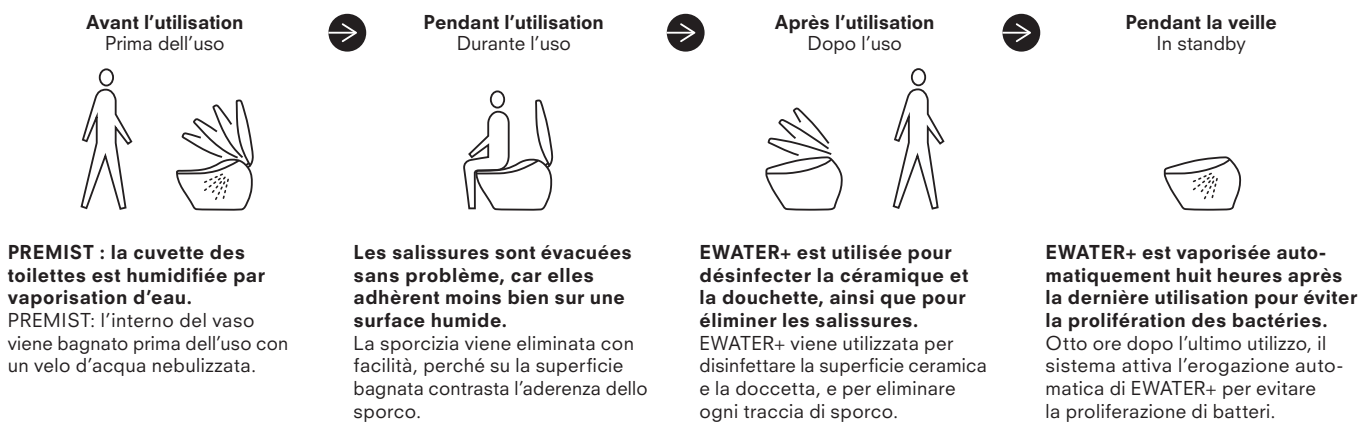 Avant l'utilisation
Prima dell'uso
Pendant l'utilisation
Durante l'uso
Après l'utilisation
Dopo l'uso
Pendant la veille
In standby
PREMIST : la cuvette des
toilettes est humidifiée par
vaporisation d'eau.
PREMIST: l'interno del vaso
viene bagnato prima dell'uso con
un velo d'acqua nebulizzata.
Les salissures sont évacuées
sans problème, car elles
adhèrent moins bien sur une
surface humide.
La sporcizia viene eliminata con
facilità, perché su la superficie
bagnata contrasta l'aderenza dello
sporco.
EWATER+ est utilisée pour
désinfecter la céramique et
la douchette, ainsi que pour
éliminer les salissures.
EWATER+ viene utilizzata per
disinfettare la superficie ceramica
e la doccetta, e per eliminare
ogni traccia di sporco.
EWATER+ est vaporisée auto-
matiquement huit heures après
la dernière utilisation pour éviter
la prolifération des bactéries.
Otto ore dopo l'ultimo utilizzo, il
sistema attiva l'erogazione auto-
matica di EWATER+ per evitare
la proliferazione di batteri.